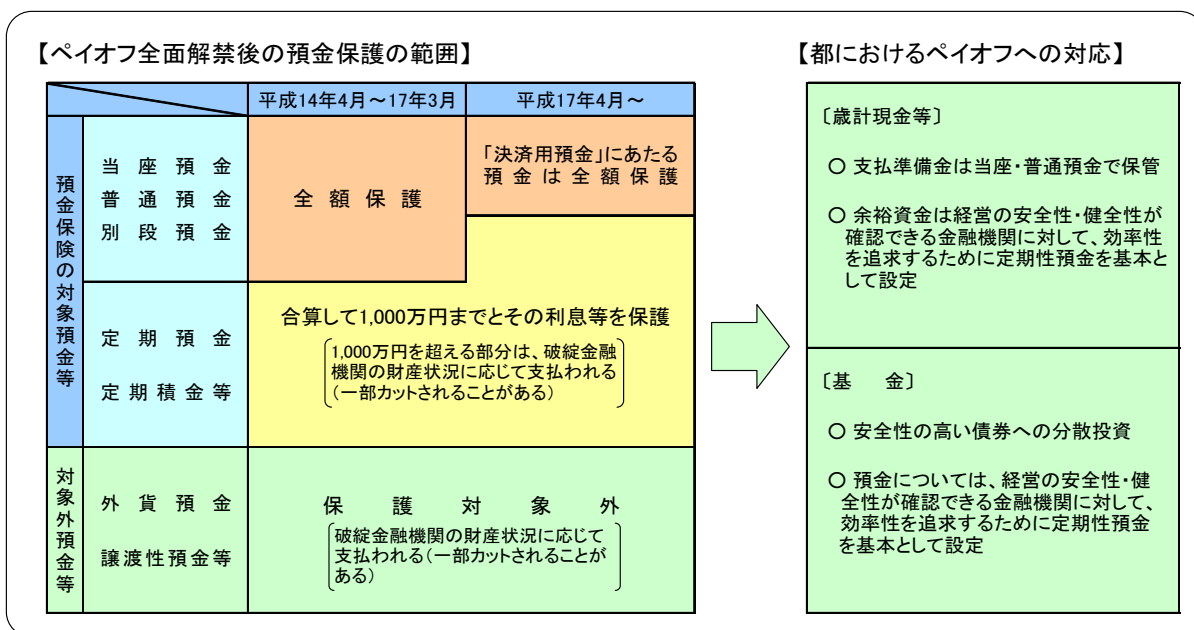 【ペイオフ全面解禁後の預金保護の範囲】
平成14年4月～17年3月
平成17年4月～
預金保険の対象預金等
当座預金
普通預金
別段預金
全額保護
「決済用預金」にあたる
預金は全額保護
定期預金
定期積金等
合算して1,000万円までとその利息等を保護
1,000万円を超える部分は、破綻金融
機関の財産状況に応じて支払われる
（一部カットされることがある）
対象外預金等
外貨預金
譲渡性預金等
保護対象外
破綻金融機関の財産状況に応じて
支払われる（一部カットされることが
ある）
【都におけるペイオフへの対応】
〔歳計現金等〕
○ 支払準備金は当座・普通預金で保管
○ 余裕資金は経営の安全性・健全性が
確認できる金融機関に対して、効率性
を追求するために定期性預金を基本と
して設定
〔基　金〕
○ 安全性の高い債券への分散投資
○ 預金については、経営の安全性・健
全性が確認できる金融機関に対して、
効率性を追求するために定期性預金
を基本として設定